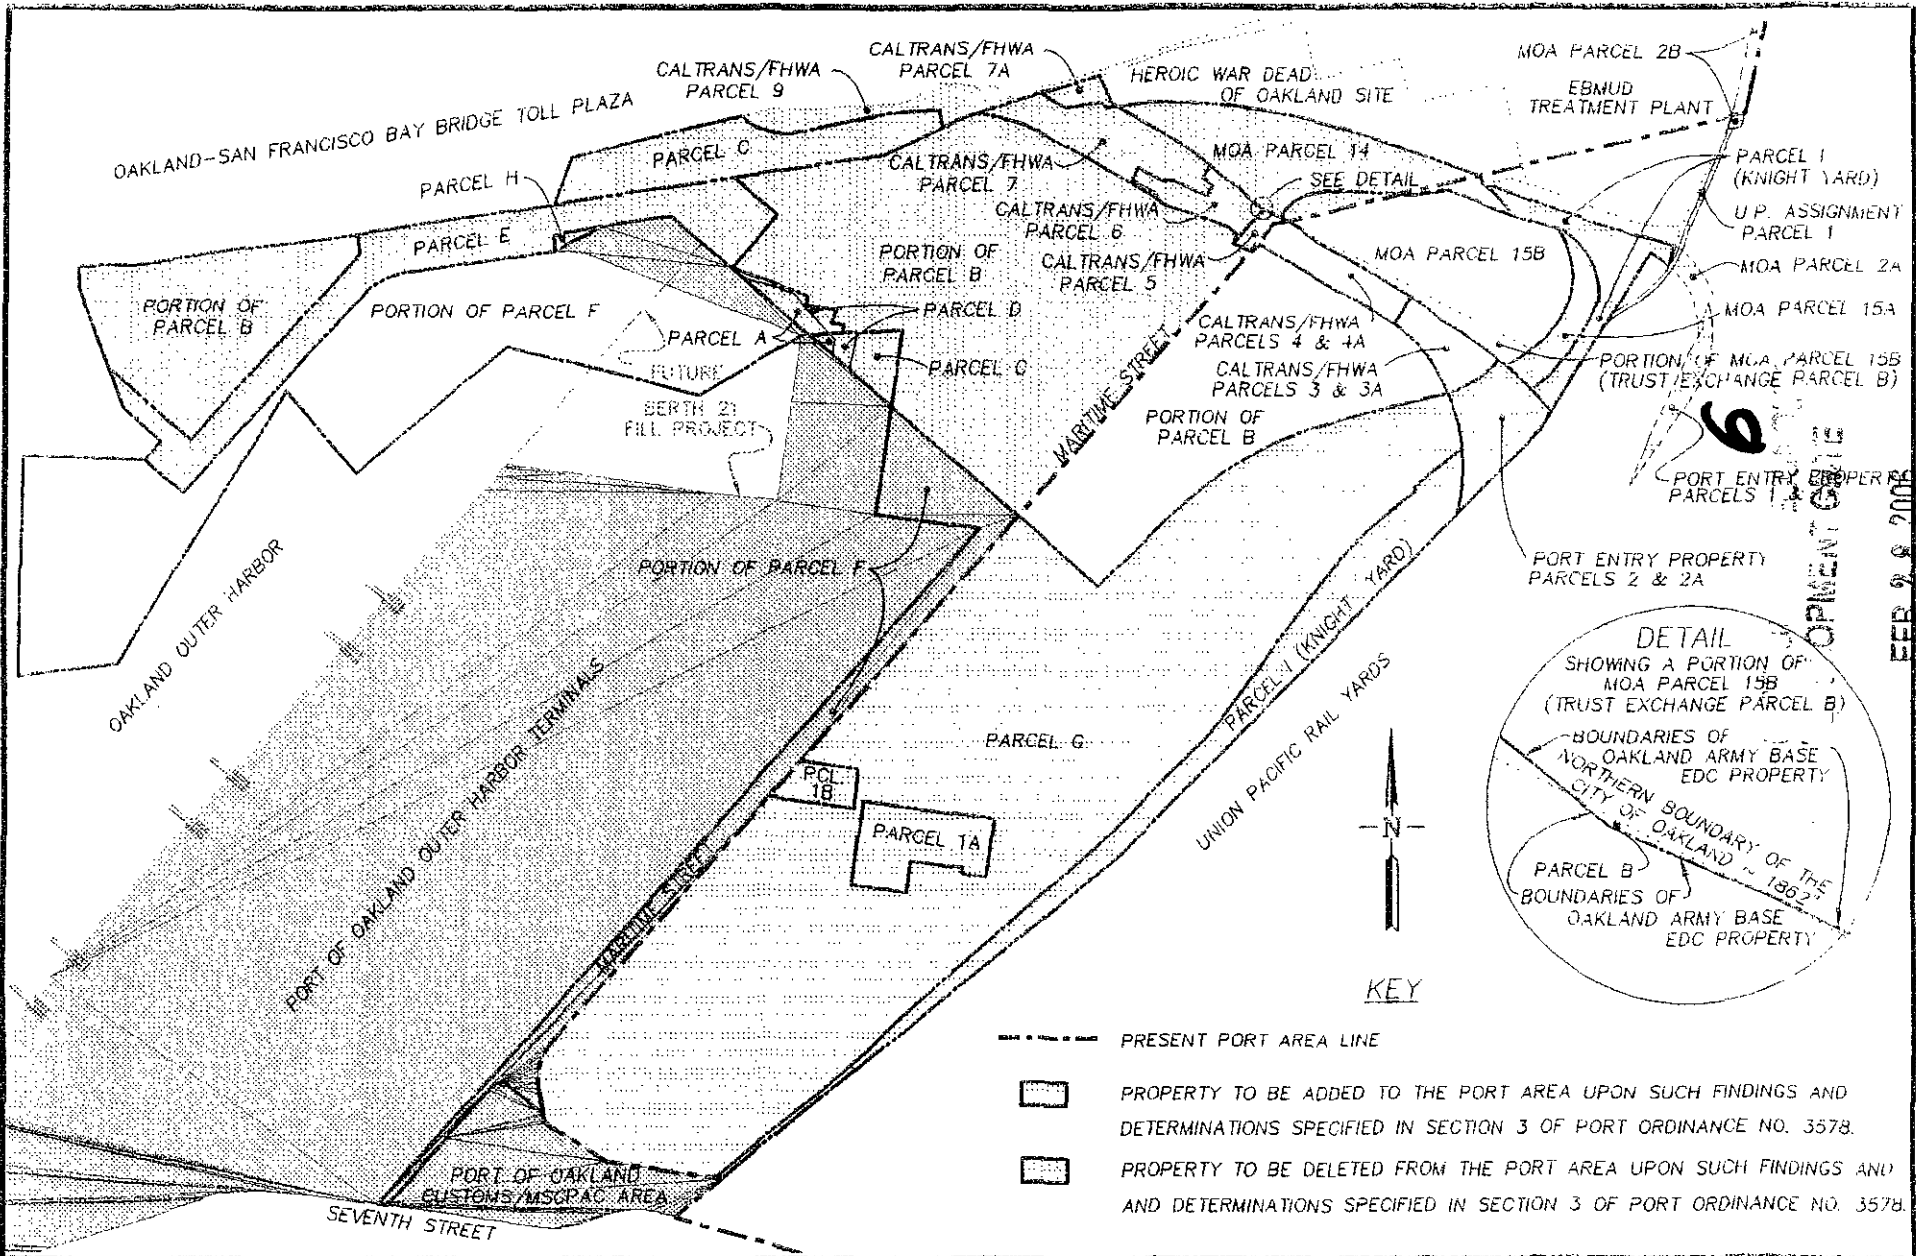 CALTRANS/FHWA
PARCEL 9
CALTRANS/FHWA
PARCEL 7A
HEROIC WAR DEAD
OF OAKLAND SITE
MOA PARCEL 2B
EBMUD
TREATMENT PLANT
OAKLAND-SAN FRANCISCO BAY BRIDGE TOLL PLAZA
PARCEL C
CALTRANS/FHWA
PARCEL 7
MOA PARCEL 14
SEE DETAIL
PARCEL 1
(KNIGHT YARD)
PARCEL H
CALTRANS/FHWA
PARCEL 6
U.P. ASSIGNMENT
PARCEL 1
PARCEL E
PORTION OF
PARCEL B
CALTRANS/FHWA
PARCEL 5
MOA PARCEL 15B
MOA PARCEL 2A
PORTION OF
PARCEL B
PORTION OF PARCEL F
PARCEL D
MOA PARCEL 15A
PARCEL A
CALTRANS/FHWA
PARCELS 4 & 4A
PORTION OF MOA PARCEL 15B
(TRUST EXCHANGE PARCEL B)
FUTURE
BERTH 21
FILL PROJECT
PARCEL C
CALTRANS/FHWA
PARCELS 3 & 3A
MARITIME STREET
PORTION OF
PARCEL B
6
PORT ENTRY PROPERTY
PARCELS 1 &
OPMENT
FEB
PORTION OF PARCEL F
PORT ENTRY PROPERTY
PARCELS 2 & 2A
OAKLAND OUTER HARBOR
PORT OF OAKLAND OUTER HARBOR TERMINALS
PARCEL 1 (KNIGHT YARD)
UNION PACIFIC RAIL YARDS
PARCEL G
PCL.
1B
PARCEL 1A
MARITIME STREET
DETAIL
SHOWING A PORTION OF
MOA PARCEL 15B
(TRUST EXCHANGE PARCEL B)
BOUNDARIES OF
OAKLAND ARMY BASE
EDC PROPERTY
NORTHERN BOUNDARY OF THE
CITY OF OAKLAND IN 1862"
PARCEL B
BOUNDARIES OF
OAKLAND ARMY BASE
EDC PROPERTY
N
KEY
PRESENT PORT AREA LINE
PROPERTY TO BE ADDED TO THE PORT AREA UPON SUCH FINDINGS AND
DETERMINATIONS SPECIFIED IN SECTION 3 OF PORT ORDINANCE NO. 3578.
PROPERTY TO BE DELETED FROM THE PORT AREA UPON SUCH FINDINGS AND
AND DETERMINATIONS SPECIFIED IN SECTION 3 OF PORT ORDINANCE NO. 3578.
PORT OF OAKLAND
CUSTOMS/MSCPAC AREA
SEVENTH STREET